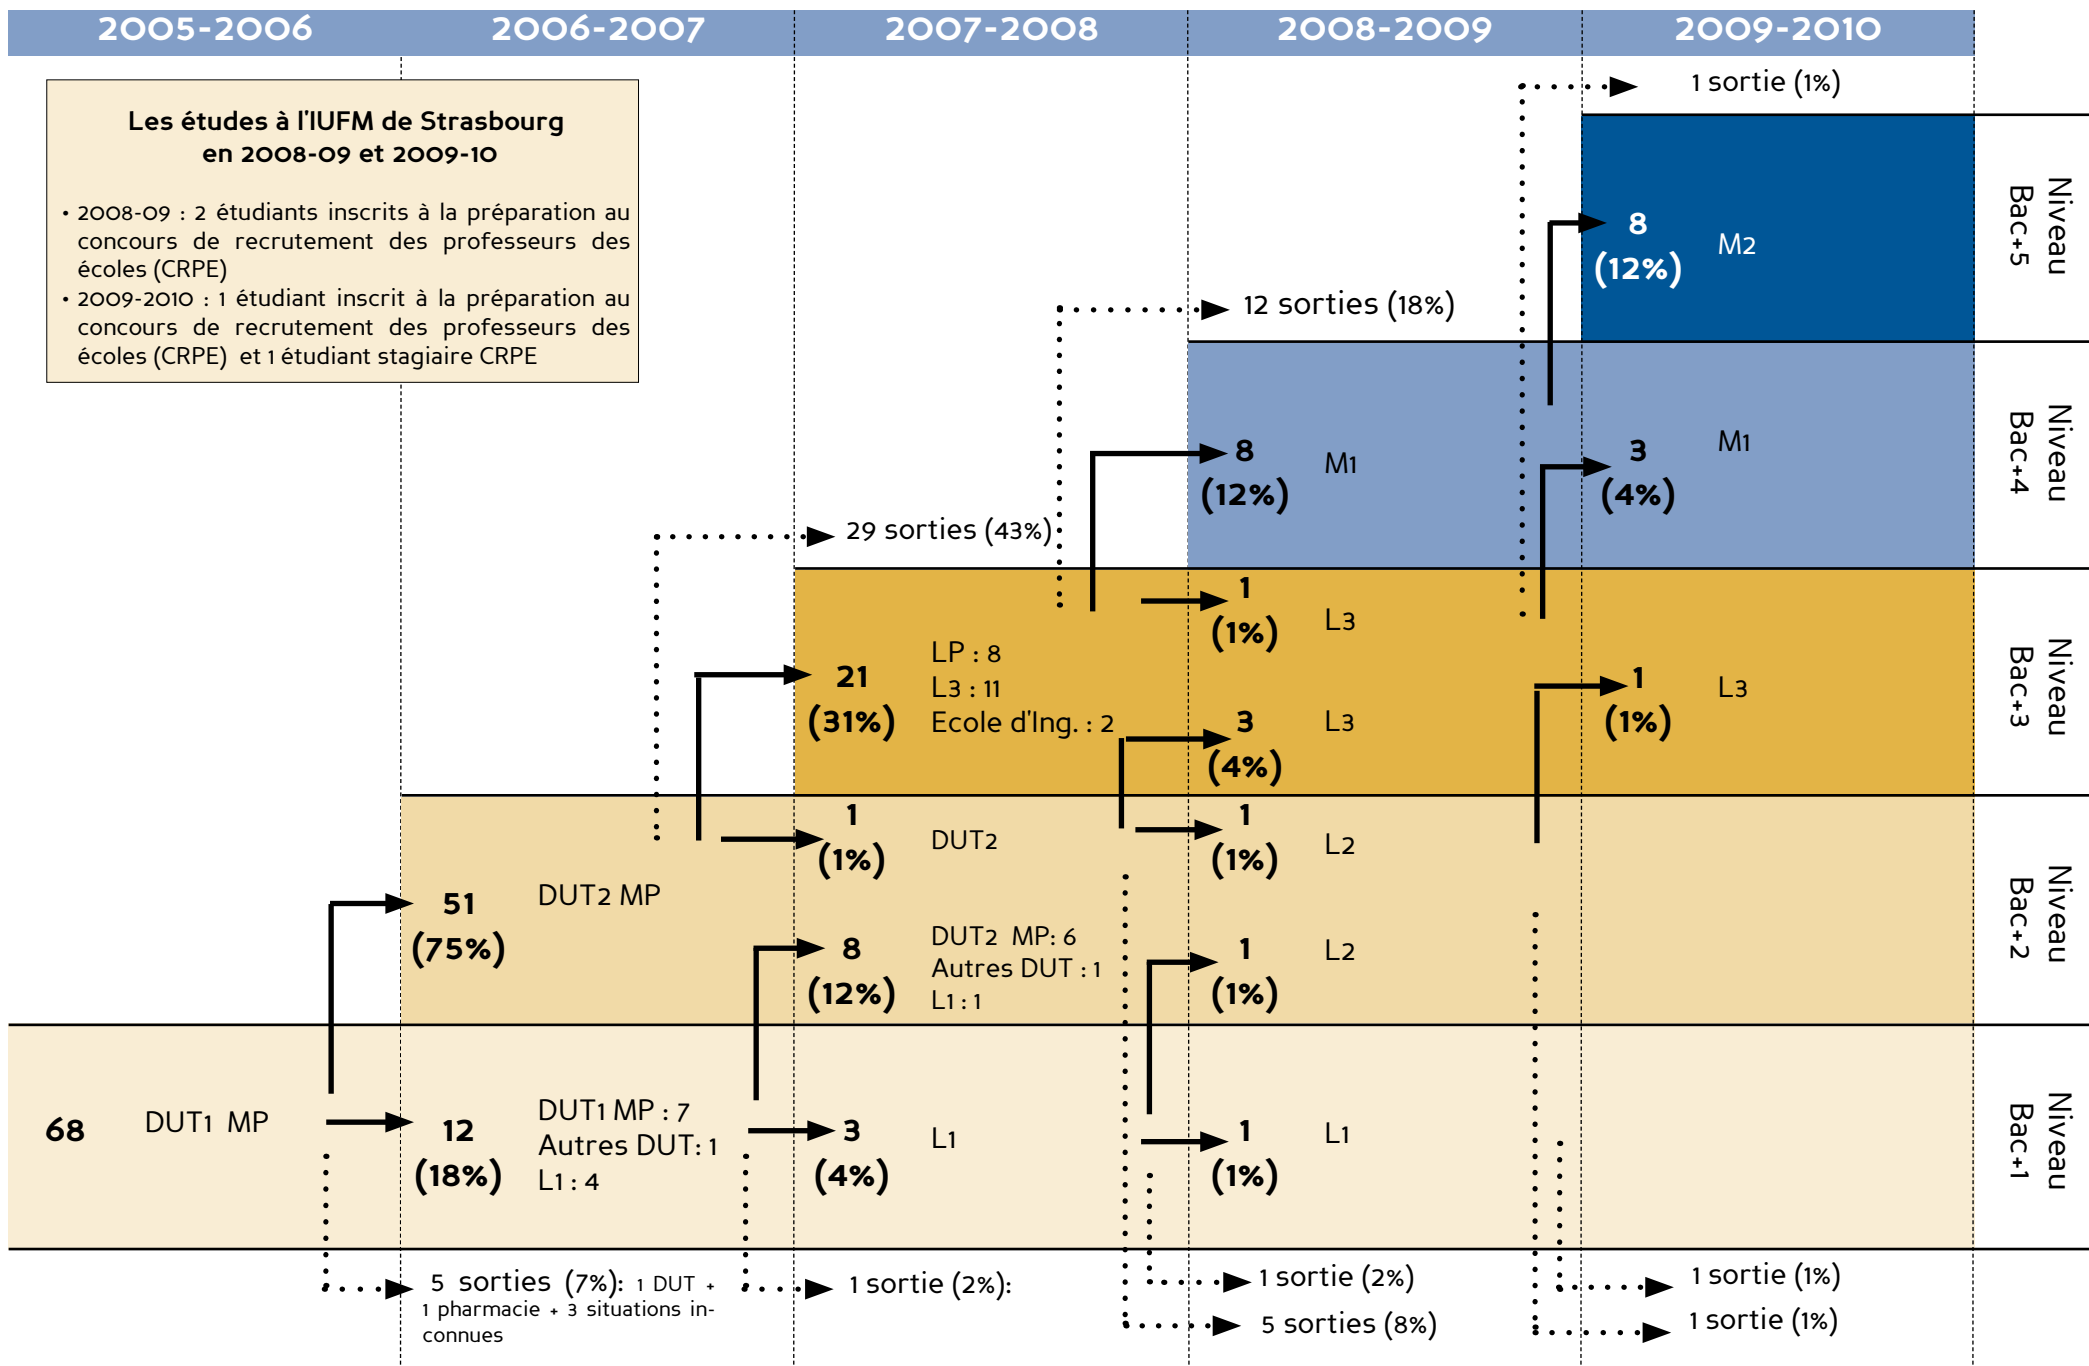 2005-2006
2006-2007
2007-2008
2008-2009
2009-2010
Les études à l'IUFM de Strasbourg
en 2008-09 et 2009-10
• 2008-09 : 2 étudiants inscrits à la préparation au
concours de recrutement des professeurs des
écoles (CRPE)
• 2009-2010 : 1 étudiant inscrit à la préparation au
concours de recrutement des professeurs des
écoles (CRPE) et 1 étudiant stagiaire CRPE
1 sortie (1%)
8
(12%)
M2
Niveau
Bac+5
12 sorties (18%)
8
(12%)
M1
3
(4%)
M1
Niveau
Bac+4
29 sorties (43%)
21
(31%)
LP : 8
L3 : 11
Ecole d'Ing. : 2
1
(1%)
L3
3
(4%)
L3
1
(1%)
L3
Niveau
Bac+3
51
(75%)
DUT2 MP
1
(1%)
DUT2
8
(12%)
DUT2 MP: 6
Autres DUT : 1
L1 : 1
1
(1%)
L2
1
(1%)
L2
Niveau
Bac+2
68
DUT1 MP
12
(18%)
DUT1 MP : 7
Autres DUT: 1
L1 : 4
3
(4%)
L1
1
(1%)
L1
Niveau
Bac+1
5 sorties (7%): 1 DUT +
1 pharmacie + 3 situations in-
connues
1 sortie (2%):
1 sortie (2%)
5 sorties (8%)
1 sortie (1%)
1 sortie (1%)